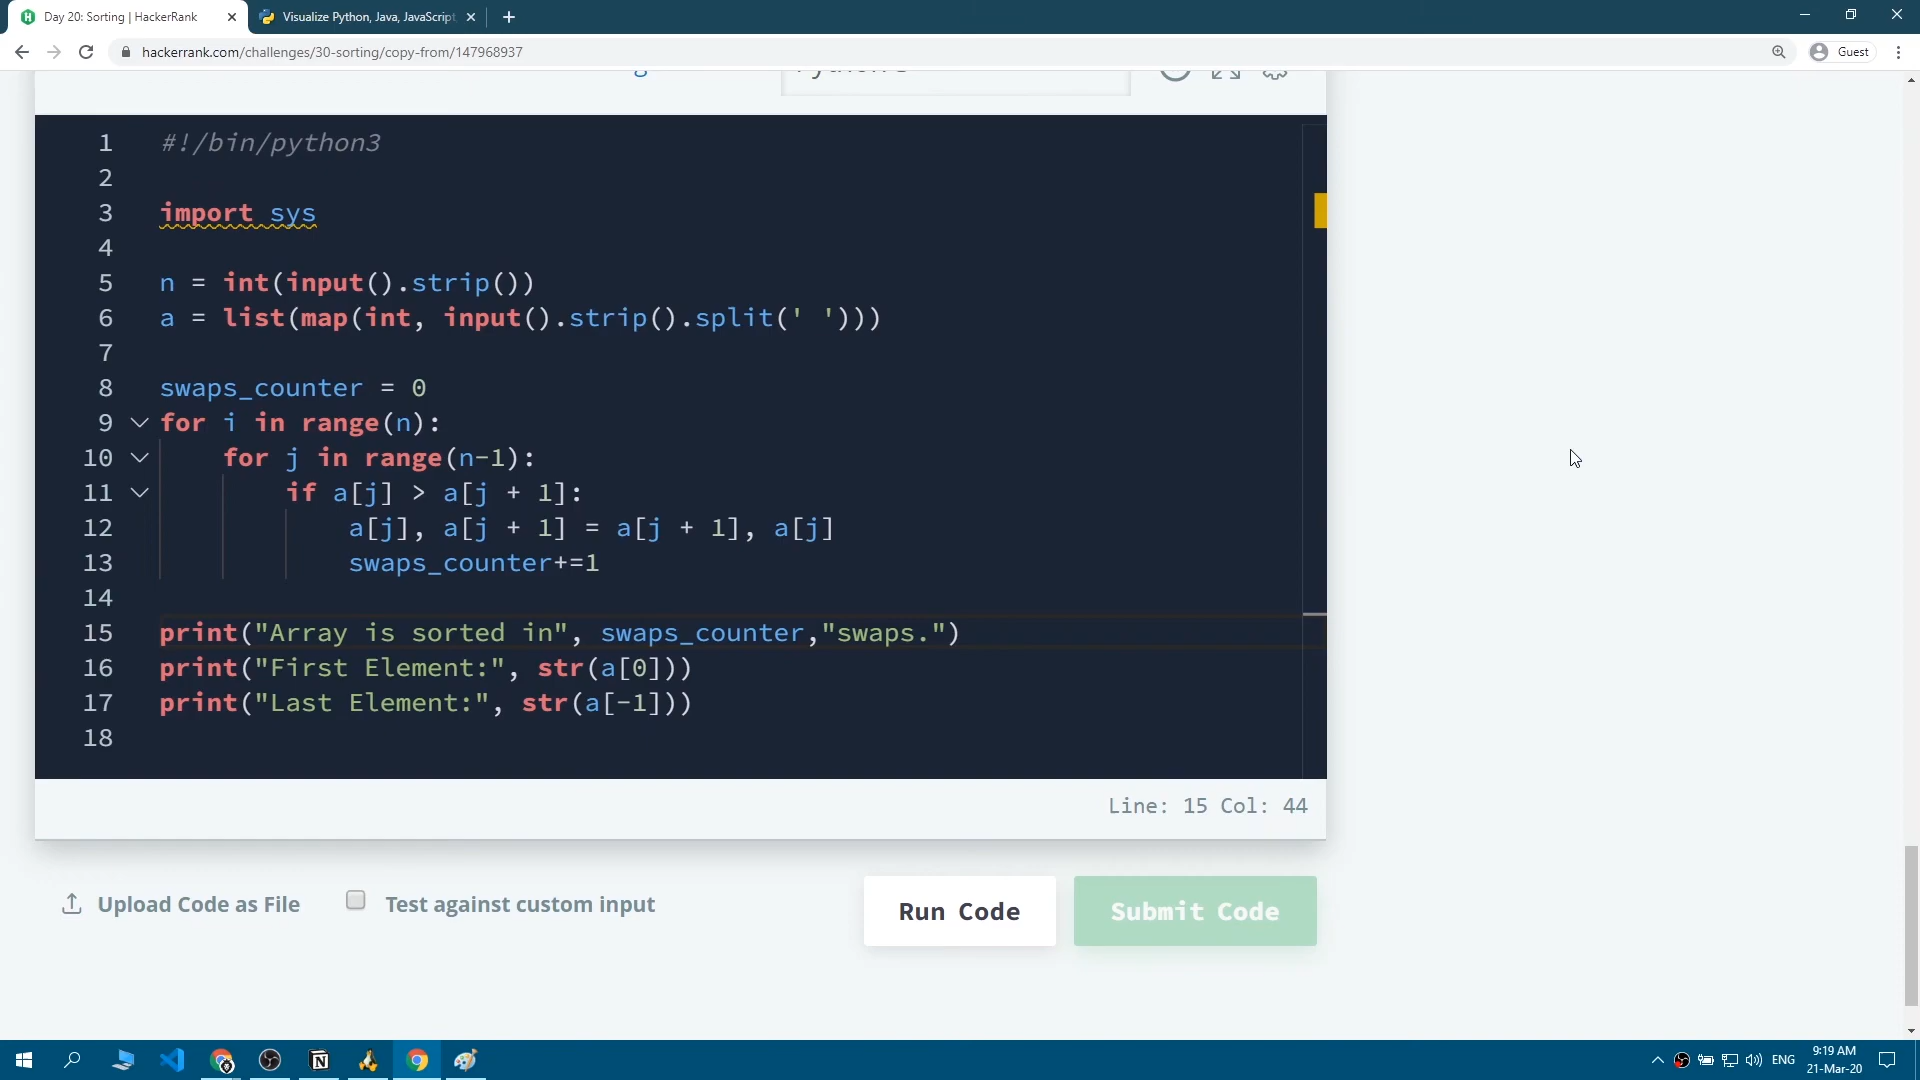 Day 20: Sorting | HackerRank
Visualize Python, Java, JavaScript,
hackerrank.com/challenges/30-sorting/copy-from/147968937
Guest
1 #!/bin/python3
2
3 import sys
4
5 n = int(input().strip())
6 a = list(map(int, input().strip().split(' ')))
7
8 swaps_counter = 0
9 for i in range(n):
10 for j in range(n-1):
11 if a[j] > a[j + 1]:
12 a[j], a[j + 1] = a[j + 1], a[j]
13 swaps_counter+=1
14
15 print("Array is sorted in", swaps_counter,"swaps.")
16 print("First Element:", str(a[0]))
17 print("Last Element:", str(a[-1]))
18
Line: 15 Col: 44
Upload Code as File
Test against custom input
Run Code
Submit Code
ENG
9:19 AM
21-Mar-20